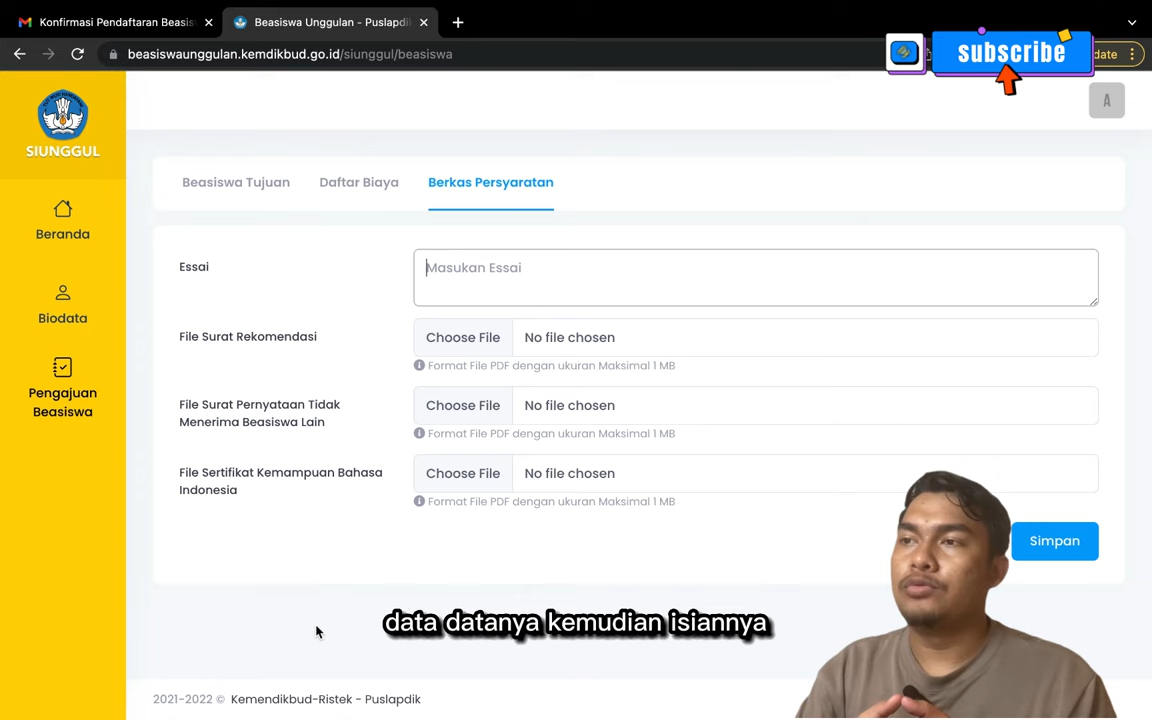 Konfirmasi Pendaftaran Beasis
Beasiswa Unggulan - Puslapdik
beasiswaunggulan.kemdikbud.go.id/siunggul/beasiswa
subscribe
date
SIUNGGUL
A
Beranda
Biodata
Pengajuan
Beasiswa
Beasiswa Tujuan
Daftar Biaya
Berkas Persyaratan
Essai
Masukan Essai
File Surat Rekomendasi
Choose File
No file chosen
Format File PDF dengan ukuran Maksimal 1 MB
File Surat Pernyataan Tidak
Menerima Beasiswa Lain
Choose File
No file chosen
Format File PDF dengan ukuran Maksimal 1 MB
File Sertifikat Kemampuan Bahasa
Indonesia
Choose File
No file chosen
Format File PDF dengan ukuran Maksimal 1 MB
Simpan
data datanya kemudian isiannya
2021-2022 © Kemendikbud-Ristek - Puslapdik